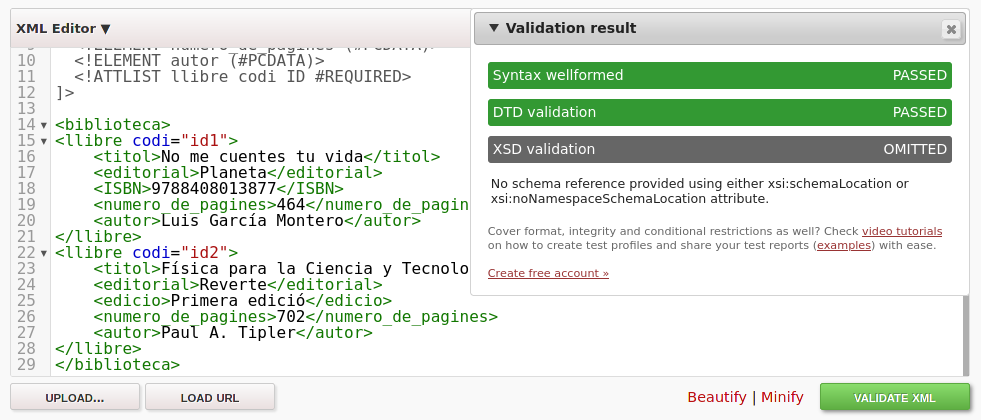 XML Editor ▼
9 <!ELEMENT numero_de_pagines (#PCDATA)>
10 <!ELEMENT autor (#PCDATA)>
11 <!ATTLIST llibre codi ID #REQUIRED>
12 ]>
13
14 <biblioteca>
15 <llibre codi="id1">
16 <titol>No me cuentes tu vida</titol>
17 <editorial>Planeta</editorial>
18 <ISBN>9788408013877</ISBN>
19 <numero_de_pagines>464</numero_de_pagin
20 <autor>Luis García Montero</autor>
21 </llibre>
22 <llibre codi="id2">
23 <titol>Física para la Ciencia y Tecnolo
24 <editorial>Reverte</editorial>
25 <edicio>Primera edició</edicio>
26 <numero_de_pagines>702</numero_de_pagines>
27 <autor>Paul A. Tipler</autor>
28 </llibre>
29 </biblioteca>
▼ Validation result
Syntax wellformed PASSED
DTD validation PASSED
XSD validation OMITTED
No schema reference provided using either xsi:schemaLocation or
xsi:noNamespaceSchemaLocation attribute.
Cover format, integrity and conditional restrictions as well? Check video tutorials
on how to create test profiles and share your test reports (examples) with ease.
Create free account »
UPLOAD... LOAD URL Beautify | Minify VALIDATE XML